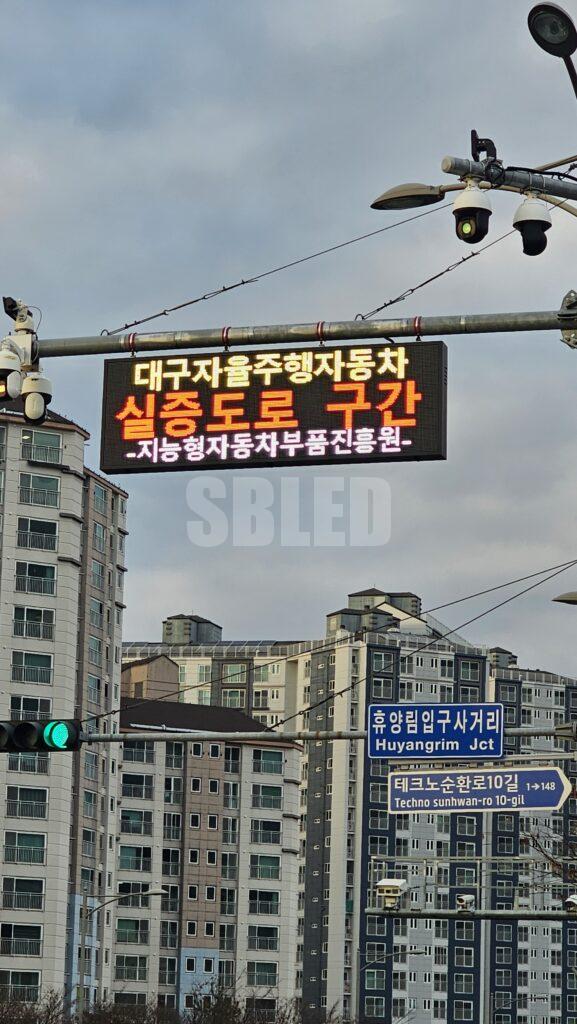 대구자율주행자동차
실증도로 구간
-지능형자동차부품진흥원-
SBLED
휴양림입구사거리
Huyangrim Jct
테크노순환로10길 1→148
Techno sunhwan-ro 10-gil